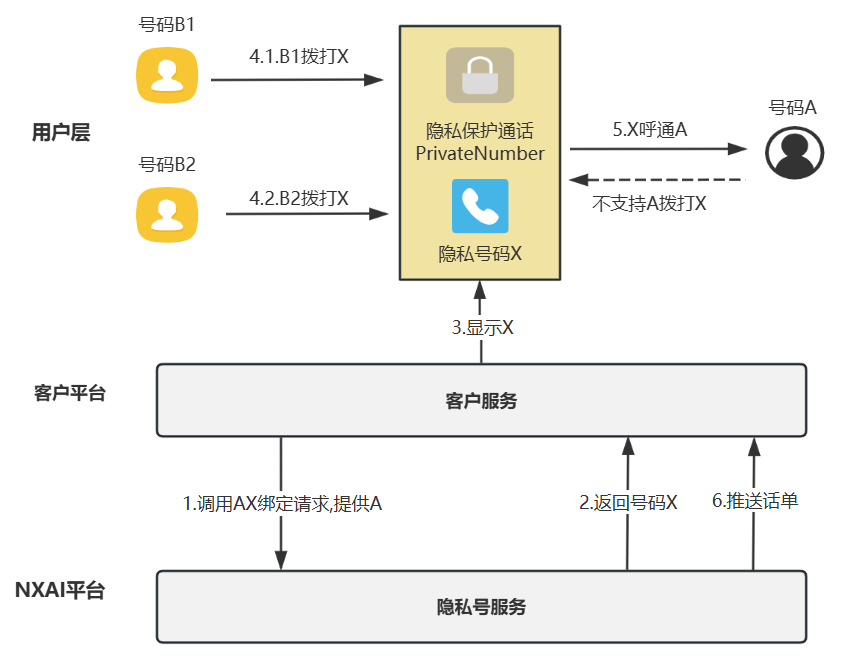 号码B1
4.1.B1拨打X
号码A
用户层
隐私保护通话
PrivateNumber
5.X呼通A
号码B2
4.2.B2拨打X
不支持A拨打X
隐私号码X
3.显示X
客户平台
客户服务
1.调用AX绑定请求,提供A
2.返回号码X
6.推送话单
NXAI平台
隐私号服务